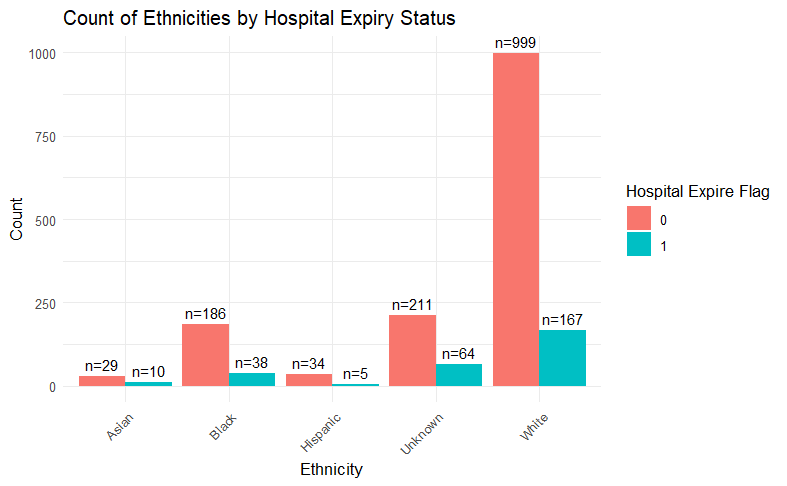 Count of Ethnicities by Hospital Expiry Status
Count
1000
750
500
250
0
n=29
n=10
n=186
n=38
n=34
n=5
n=211
n=64
n=999
n=167
Asian
Black
Hispanic
Unknown
White
Ethnicity
Hospital Expire Flag
0
1